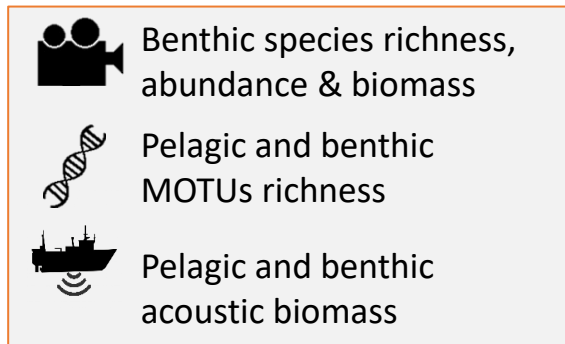 Benthic species richness,
abundance & biomass
Pelagic and benthic
MOTUs richness
Pelagic and benthic
acoustic biomass